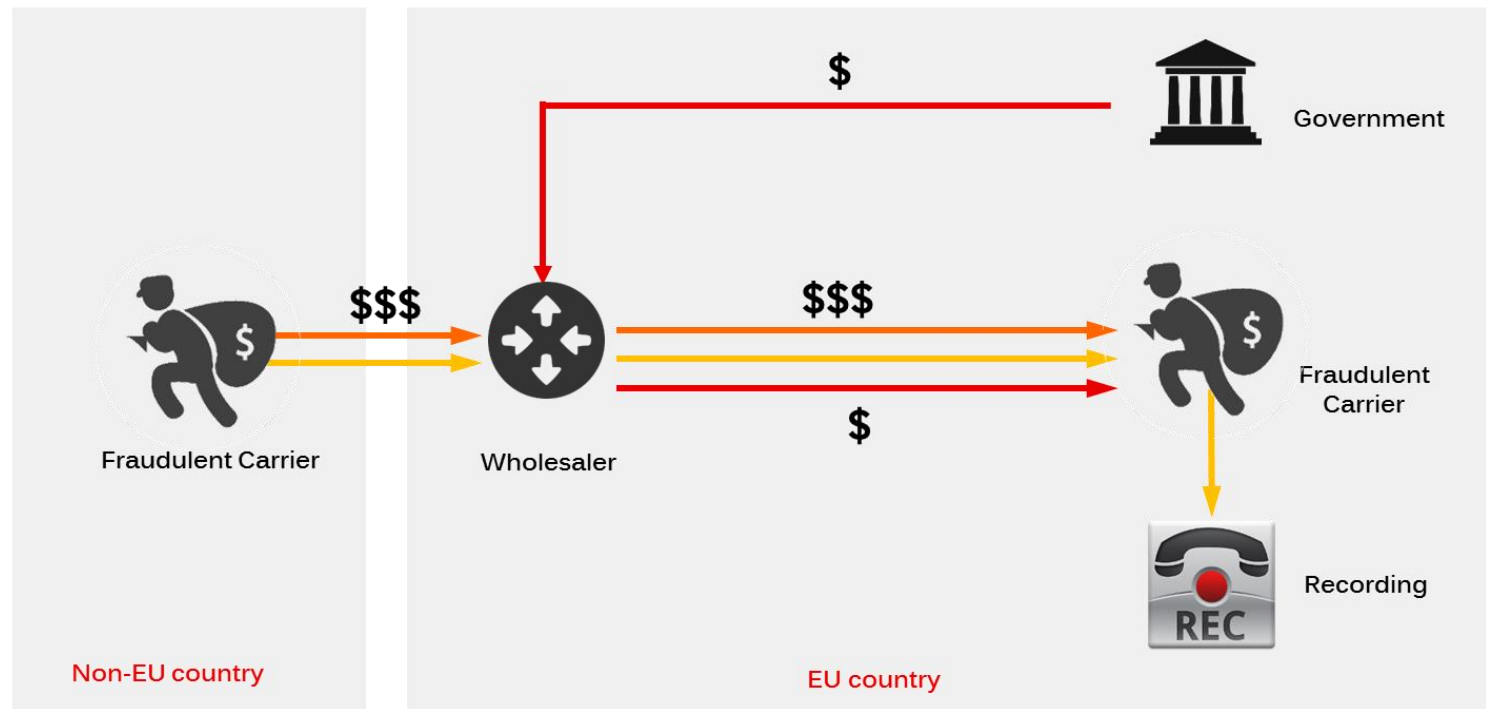 $
Government
$$$
$$$
$
$
Fraudulent
Carrier
$
Fraudulent Carrier
Wholesaler
REC
Recording
Non-EU country
EU country